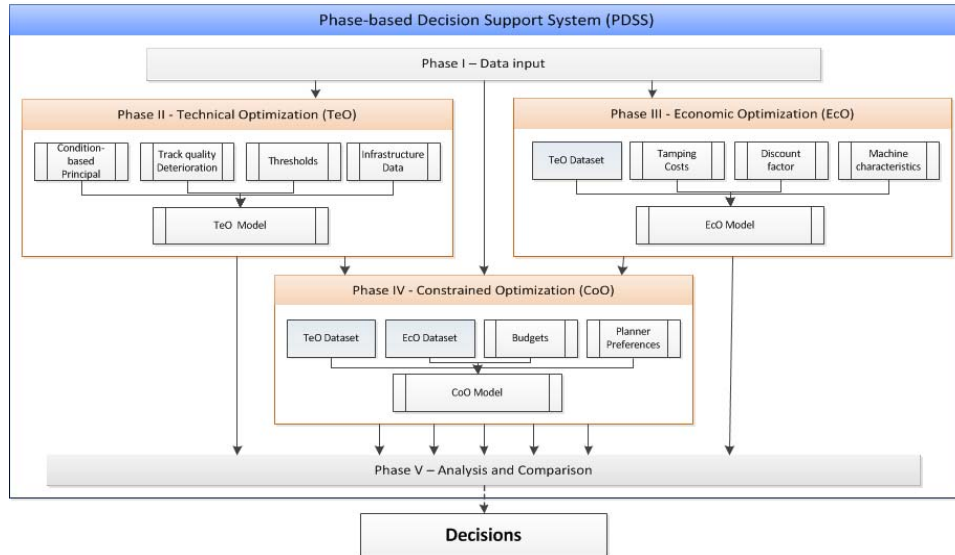 Phase-based Decision Support System (PDSS)
Phase I – Data input
Phase II - Technical Optimization (TeO)
Condition-
based
Principal
Track quality
Deterioration
Thresholds
Infrastructure
Data
TeO Model
Phase III - Economic Optimization (EcO)
TeO Dataset
Tamping
Costs
Discount
factor
Machine
characteristics
EcO Model
Phase IV - Constrained Optimization (CoO)
TeO Dataset
EcO Dataset
Budgets
Planner
Preferences
CoO Model
Phase V – Analysis and Comparison
Decisions